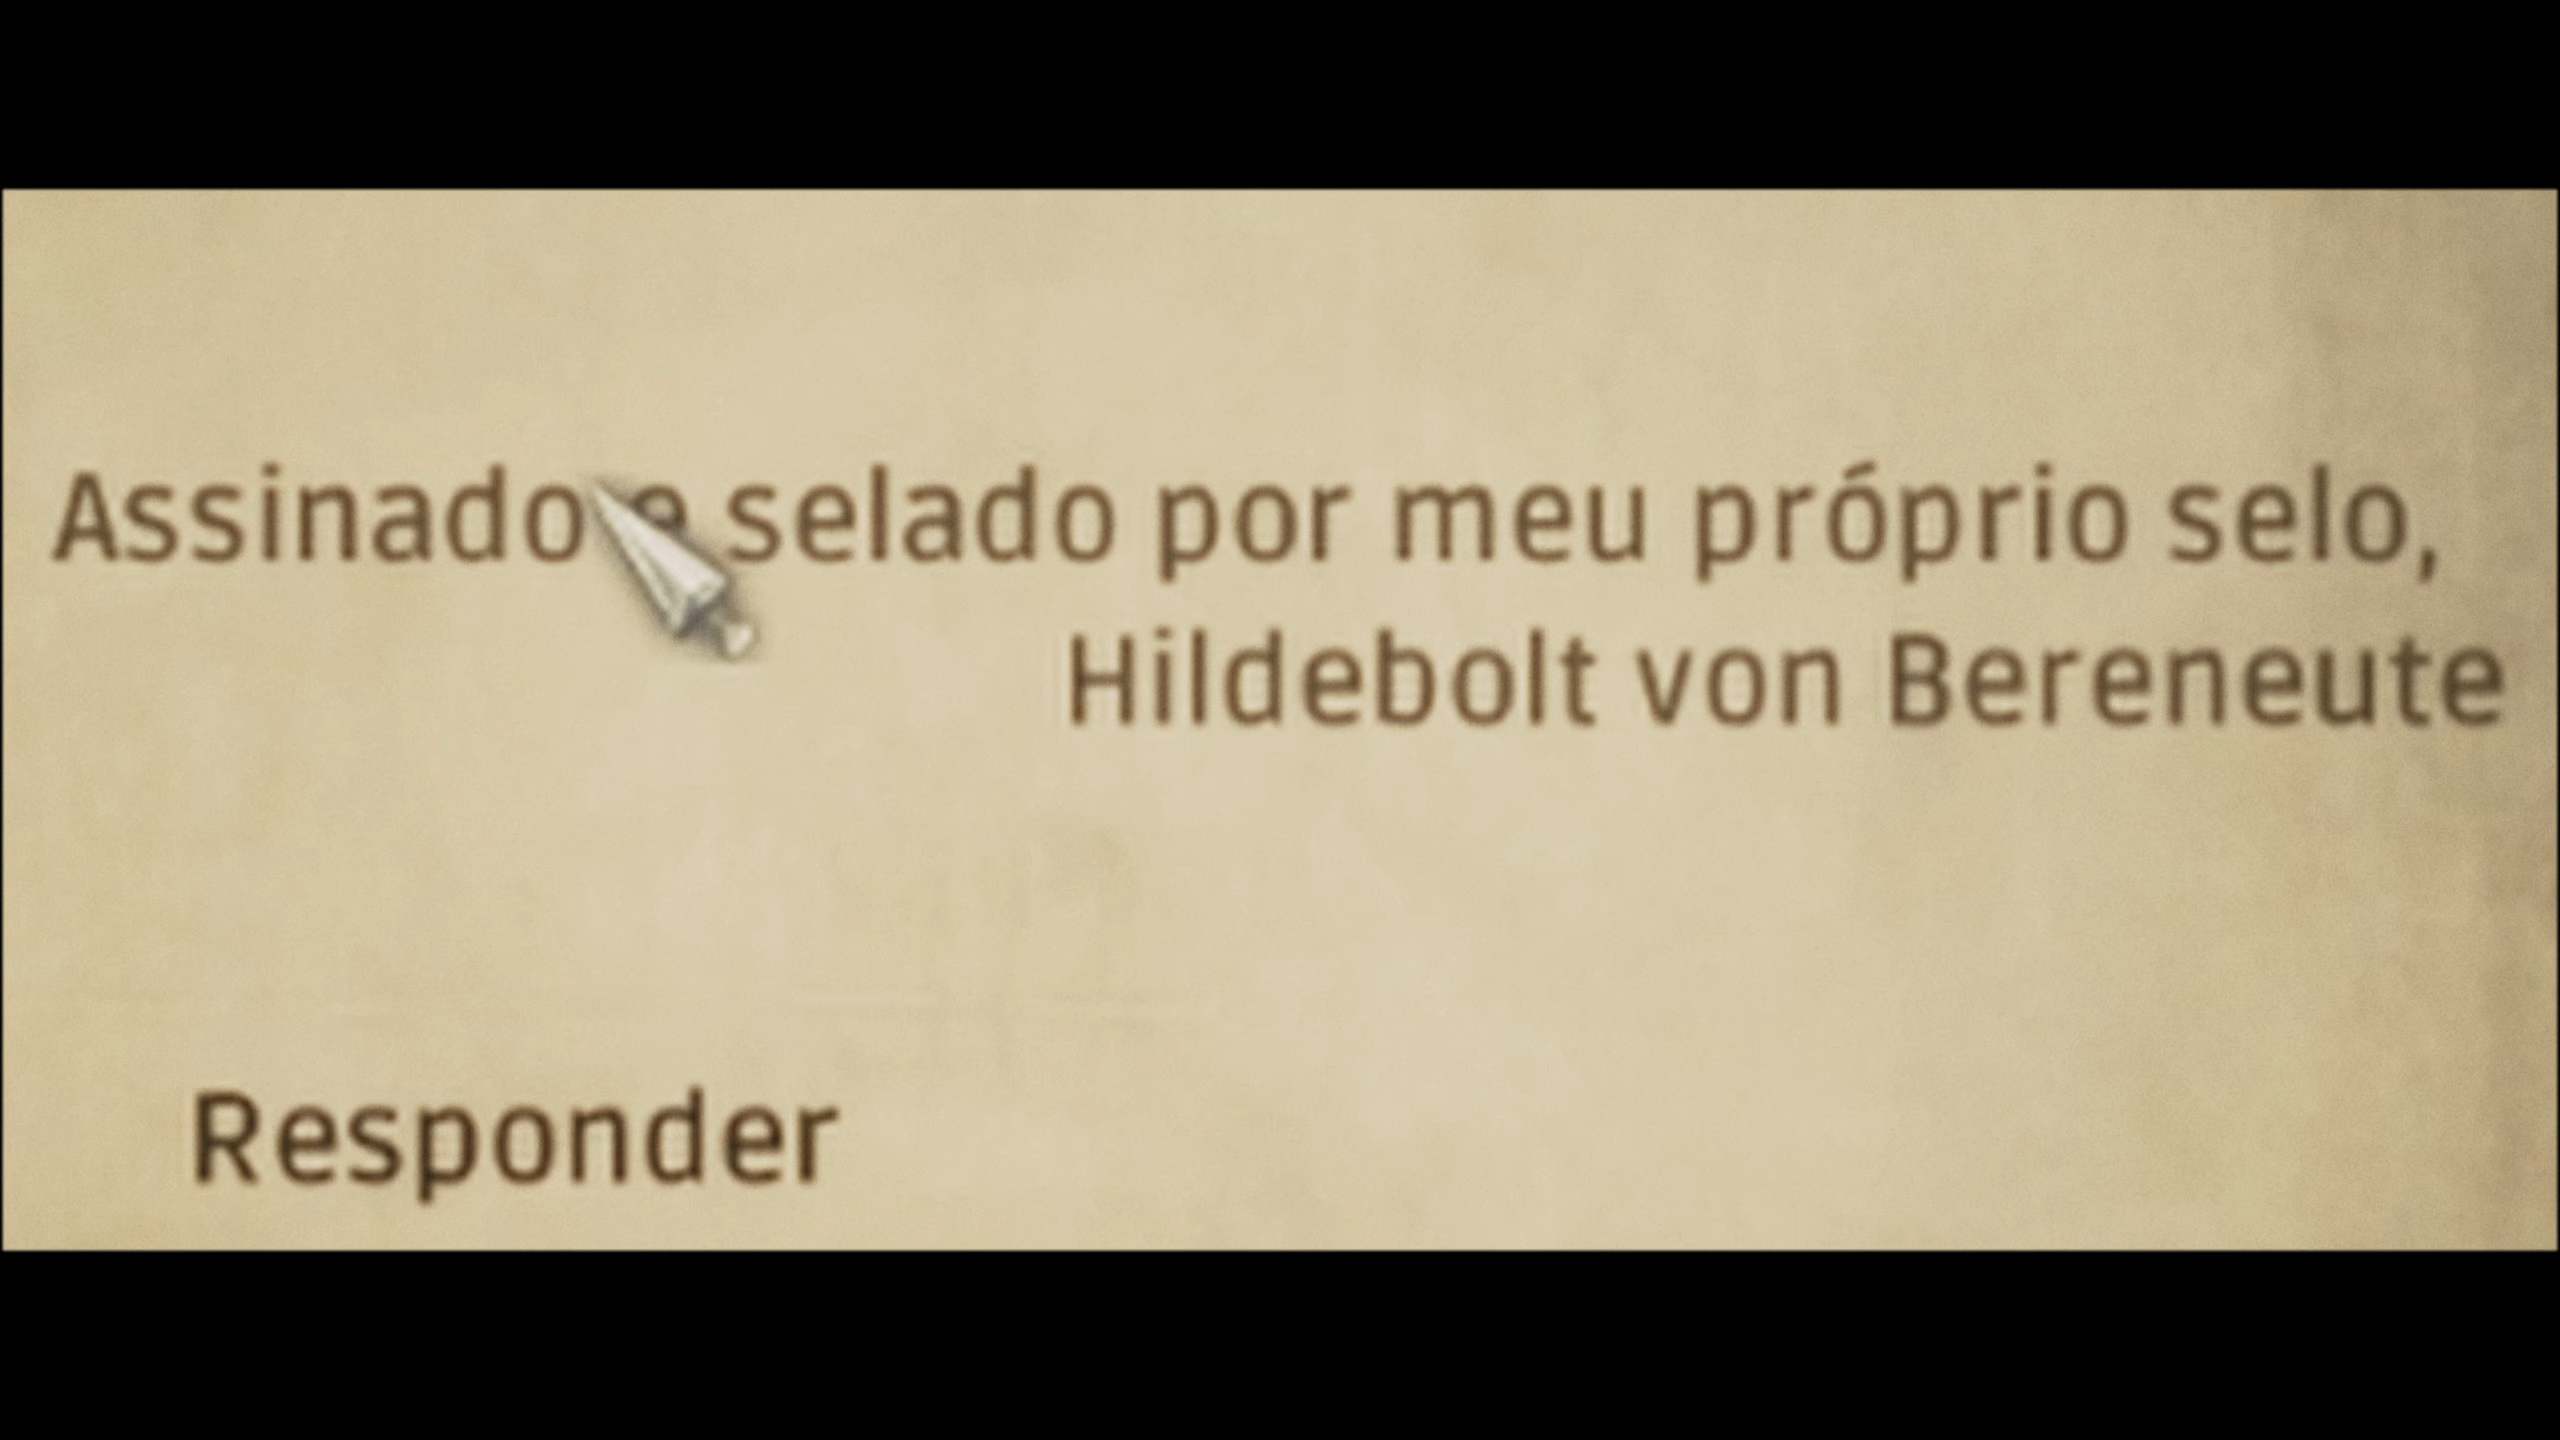 Assinado e selado por meu próprio selo,
Hildebolt von Bereneute
Responder